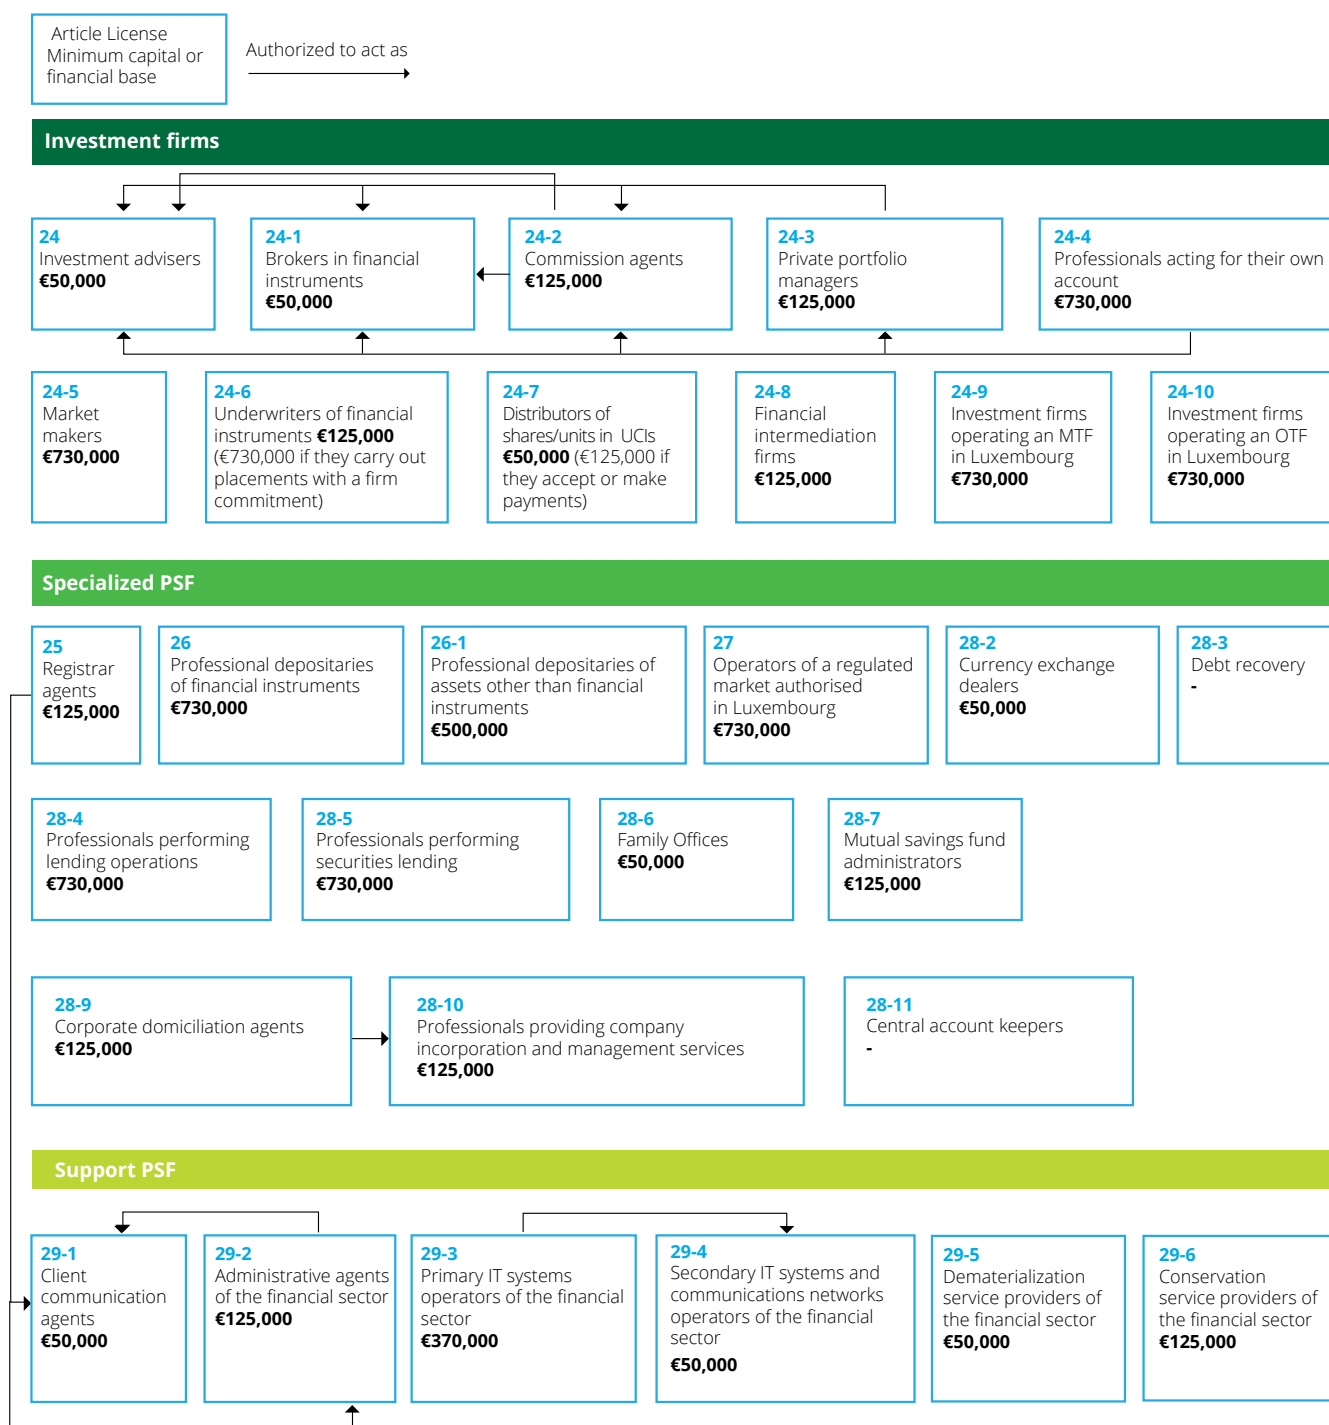 Article License
Minimum capital or
financial base
Authorized to act as
Investment firms
24
Investment advisers
€50,000
24-1
Brokers in financial
instruments
€50,000
24-2
Commission agents
€125,000
24-3
Private portfolio
managers
€125,000
24-4
Professionals acting for their own
account
€730,000
24-5
Market
makers
€730,000
24-6
Underwriters of financial
instruments €125,000
(€730,000 if they carry out
placements with a firm
commitment)
24-7
Distributors of
shares/units in UCIs
€50,000 (€125,000 if
they accept or make
payments)
24-8
Financial
intermediation
firms
€125,000
24-9
Investment firms
operating an MTF
in Luxembourg
€730,000
24-10
Investment firms
operating an OTF
in Luxembourg
€730,000
Specialized PSF
25
Registrar
agents
€125,000
26
Professional depositaries
of financial instruments
€730,000
26-1
Professional depositaries of
assets other than financial
instruments
€500,000
27
Operators of a regulated
market authorised
in Luxembourg
€730,000
28-2
Currency exchange
dealers
€50,000
28-3
Debt recovery
-
28-4
Professionals performing
lending operations
€730,000
28-5
Professionals performing
securities lending
€730,000
28-6
Family Offices
€50,000
28-7
Mutual savings fund
administrators
€125,000
28-9
Corporate domiciliation agents
€125,000
28-10
Professionals providing company
incorporation and management services
€125,000
28-11
Central account keepers
-
Support PSF
29-1
Client
communication
agents
€50,000
29-2
Administrative agents
of the financial sector
€125,000
29-3
Primary IT systems
operators of the financial
sector
€370,000
29-4
Secondary IT systems and
communications networks
operators of the financial
sector
€50,000
29-5
Dematerialization
service providers of
the financial sector
€50,000
29-6
Conservation
service providers of
the financial sector
€125,000